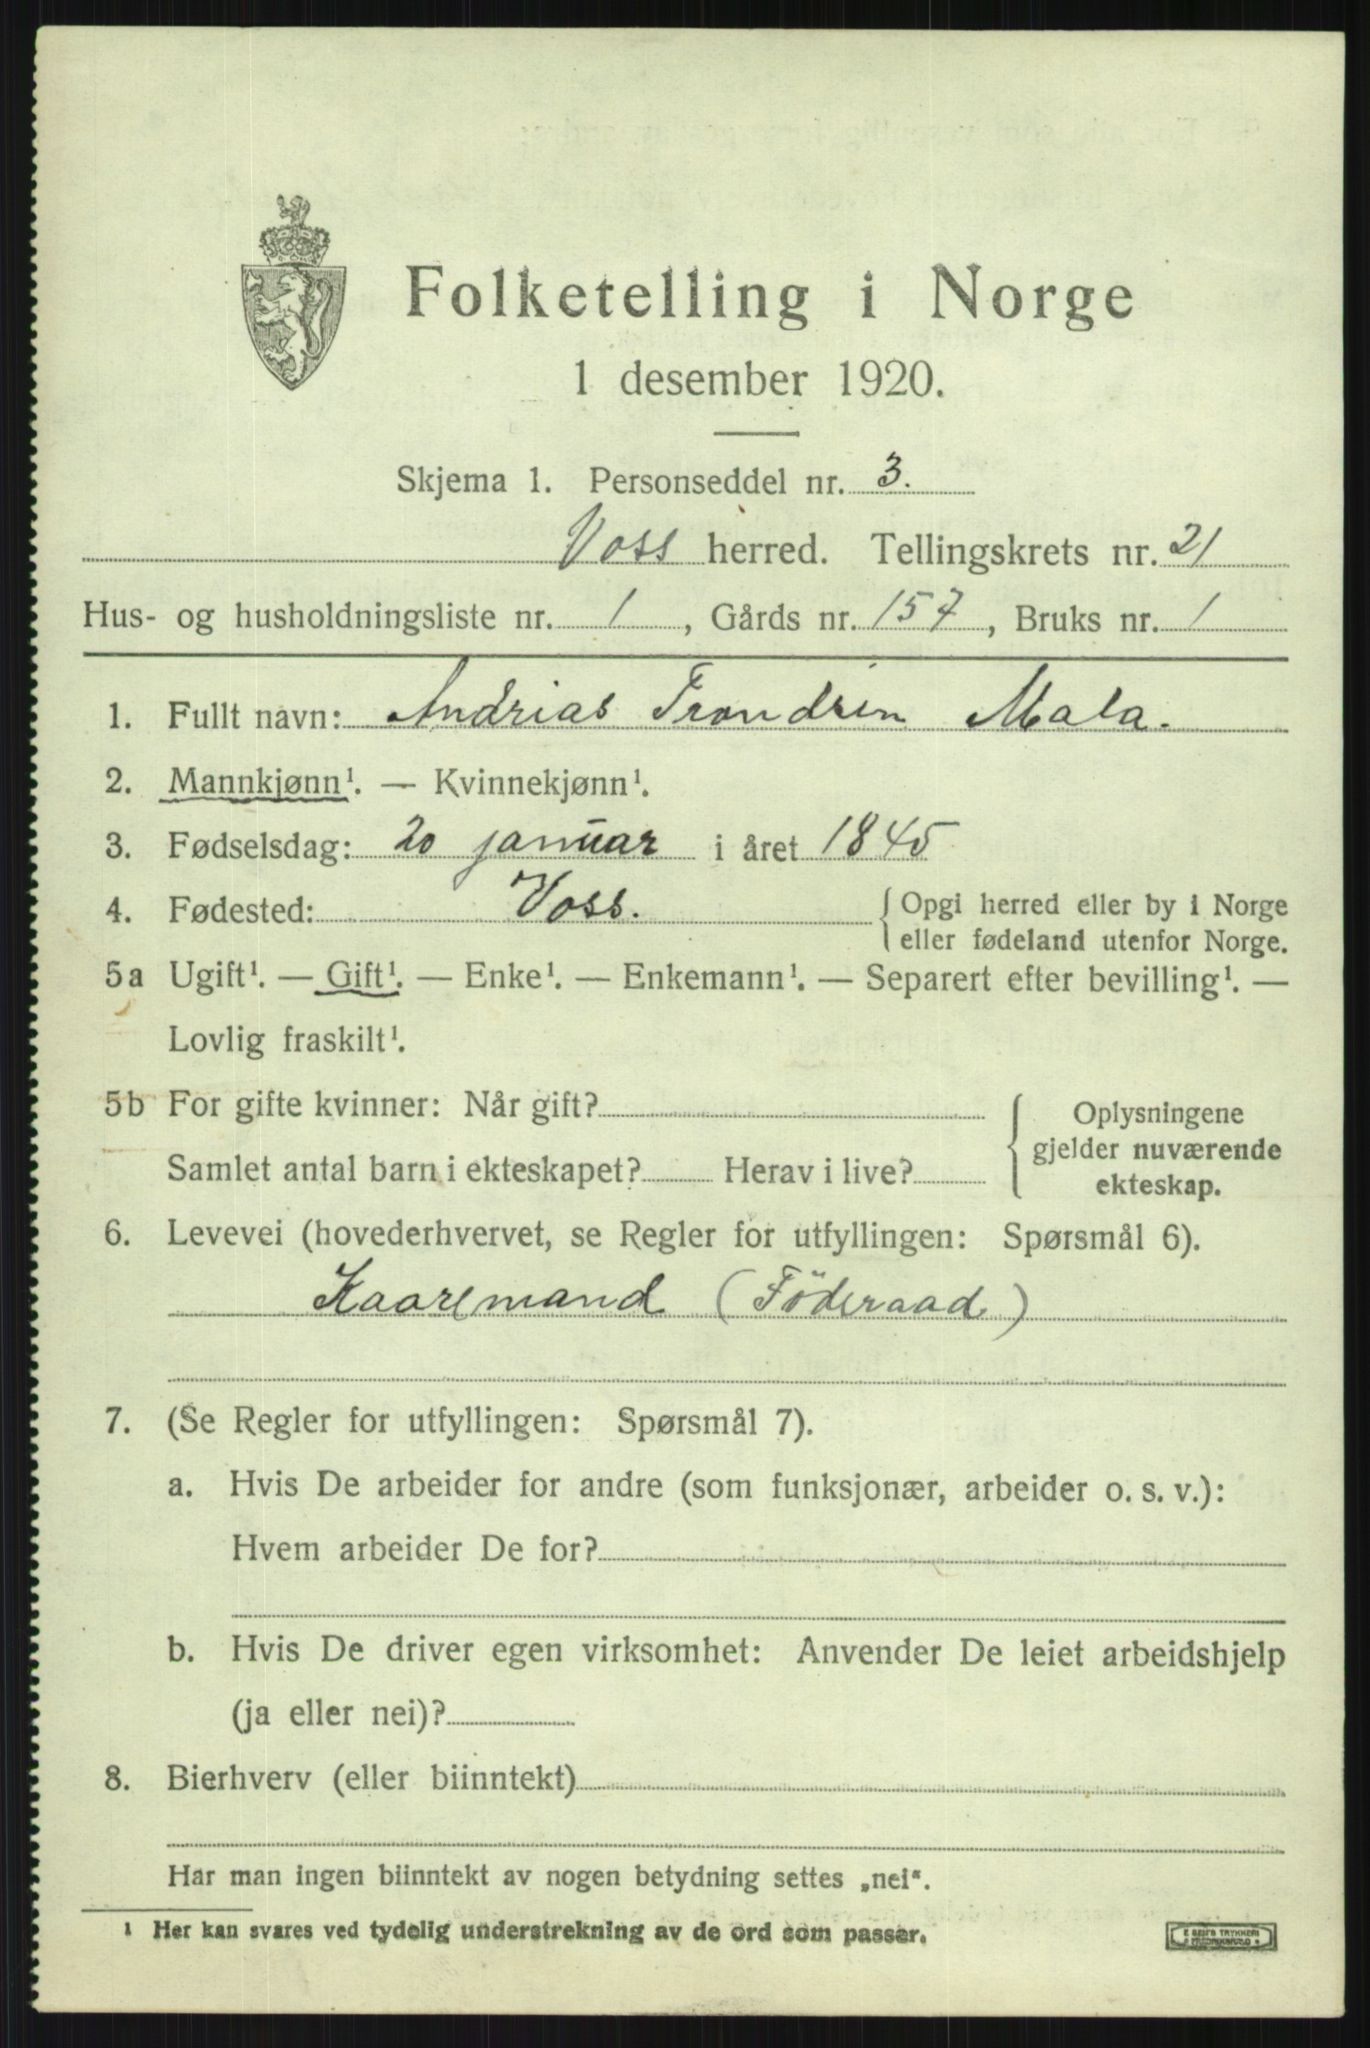 Folketelling i Norge
1 desember 1920.
Skjema 1. Personseddel nr. 3.
Voss herred. Tellingskrets nr. 21
Hus- og husholdningsliste nr. 1, Gårds nr. 157, Bruks nr. 1
1. Fullt navn: Andrias Trondsen Mala.
2. Mannkjønn¹. — Kvinnekjønn¹.
3. Fødselsdag: 20 januar i året 1845
4. Fødested: Voss. { Opgi herred eller by i Norge
eller fødeland utenfor Norge.
5a Ugift¹. — Gift¹. — Enke¹. — Enkemann¹. — Separert efter bevilling¹. —
Lovlig fraskilt¹.
5b For gifte kvinner: Når gift?
Samlet antal barn i ekteskapet? Herav i live?
{ Oplysningene
gjelder nuværende
ekteskap.
6. Levevei (hovederhvervet, se Regler for utfyllingen: Spørsmål 6).
Kaaremand (Föderaad)
7. (Se Regler for utfyllingen: Spørsmål 7).
a. Hvis De arbeider for andre (som funksjonær, arbeider o. s. v.):
Hvem arbeider De for?
b. Hvis De driver egen virksomhet: Anvender De leiet arbeidshjelp
(ja eller nei)?
8. Bierhverv (eller biinntekt)
Har man ingen biinntekt av nogen betydning settes „nei“.
¹ Her kan svares ved tydelig understrekning av de ord som passer.